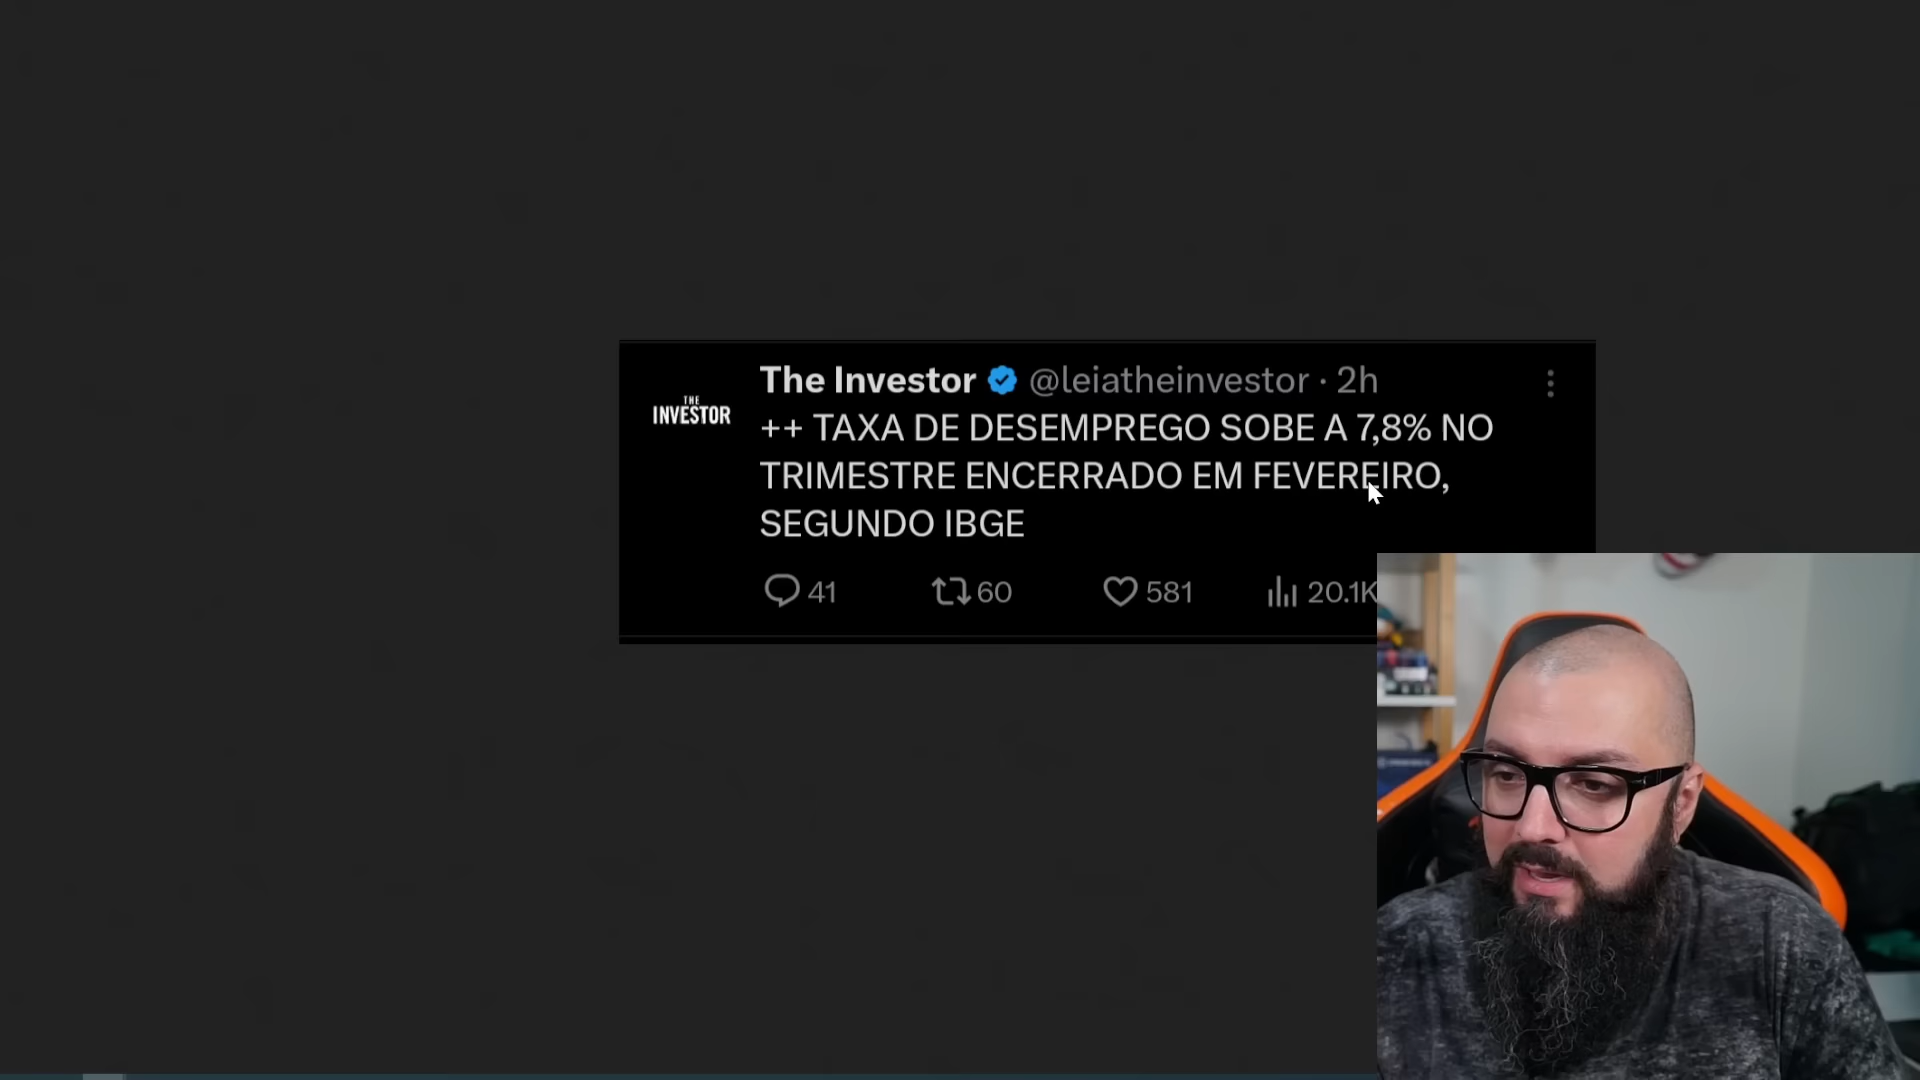 The Investor @leiatheinvestor · 2h
THE
INVESTOR
++ TAXA DE DESEMPREGO SOBE A 7,8% NO
TRIMESTRE ENCERRADO EM FEVEREIRO,
SEGUNDO IBGE
41 60 581 20.1K